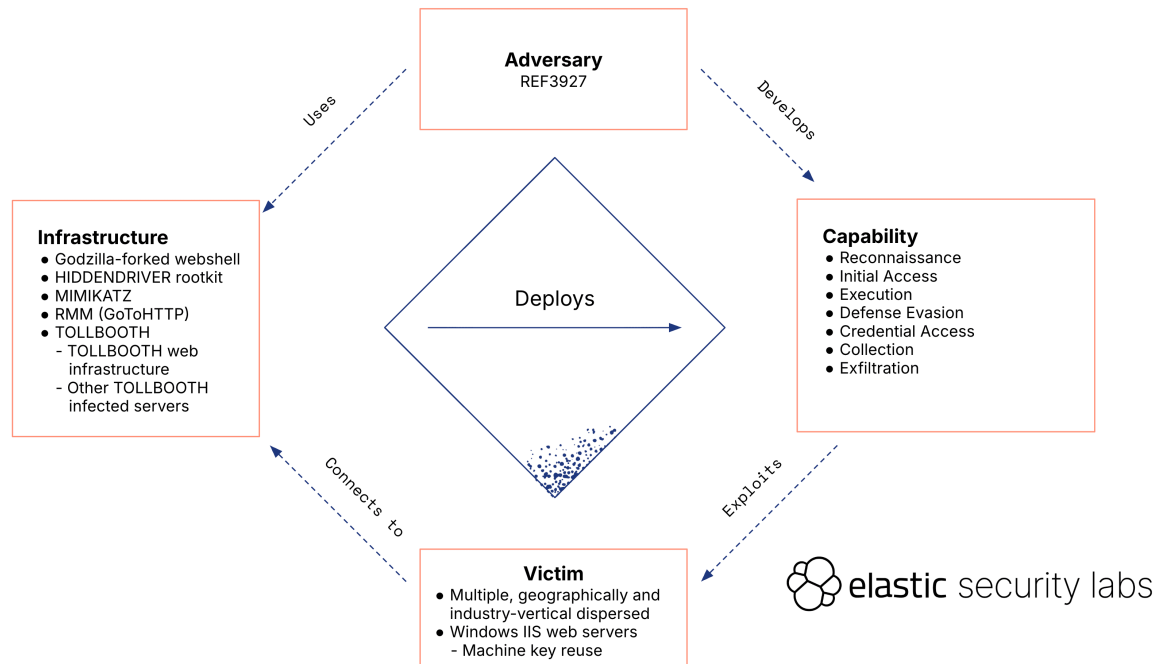 Adversary
REF3927
Uses
Develops
Infrastructure
● Godzilla-forked webshell
● HIDDENDRIVER rootkit
● MIMIKATZ
● RMM (GoToHTTP)
● TOLLBOOTH
- TOLLBOOTH web
infrastructure
- Other TOLLBOOTH
infected servers
Deploys
Capability
● Reconnaissance
● Initial Access
● Execution
● Defense Evasion
● Credential Access
● Collection
● Exfiltration
Connects to
Exploits
Victim
● Multiple, geographically and
industry-vertical dispersed
● Windows IIS web servers
- Machine key reuse
elastic security labs